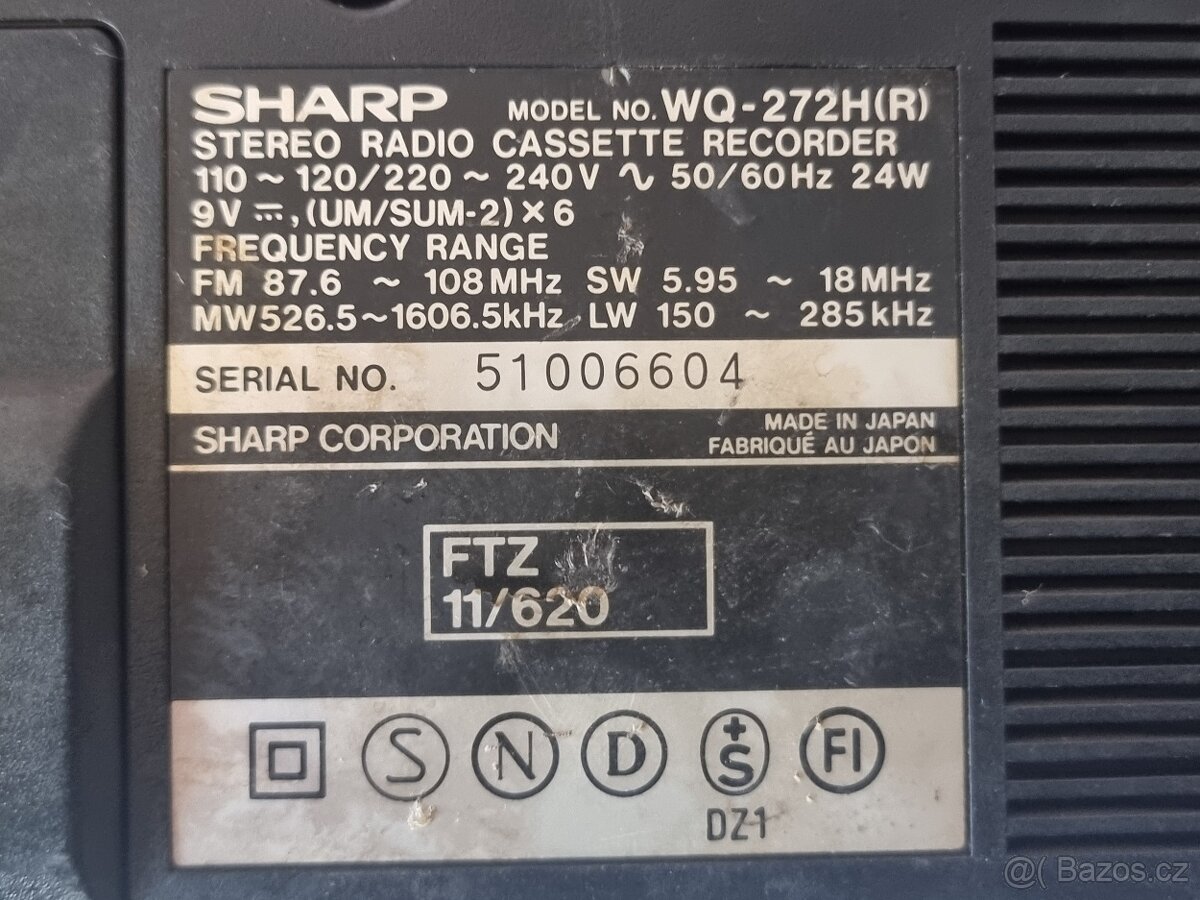 SHARP MODEL NO. WQ-272H(R)
STEREO RADIO CASSETTE RECORDER
110 ~ 120/220 ~ 240V ∿ 50/60Hz 24W
9V ⎓, (UM/SUM-2) × 6
FREQUENCY RANGE
FM 87.6 ~ 108MHz SW 5.95 ~ 18MHz
MW 526.5~1606.5kHz LW 150 ~ 285kHz
SERIAL NO. 51006604
SHARP CORPORATION
MADE IN JAPAN
FABRIQUÉ AU JAPON
FTZ
11/620
S N D +S FI
DZ1
@( Bazos.cz